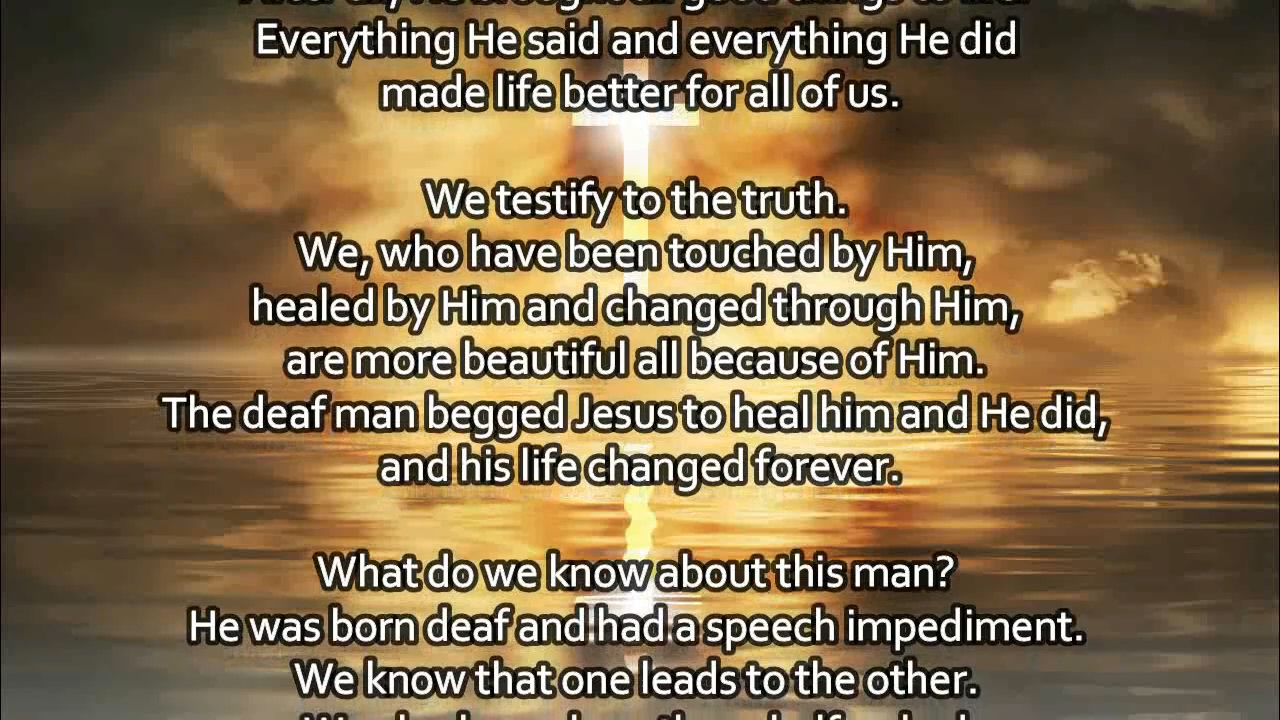 Everything He said and everything He did
made life better for all of us.
We testify to the truth.
We, who have been touched by Him,
healed by Him and changed through Him,
are more beautiful all because of Him.
The deaf man begged Jesus to heal him and He did,
and his life changed forever.
What do we know about this man?
He was born deaf and had a speech impediment.
We know that one leads to the other.